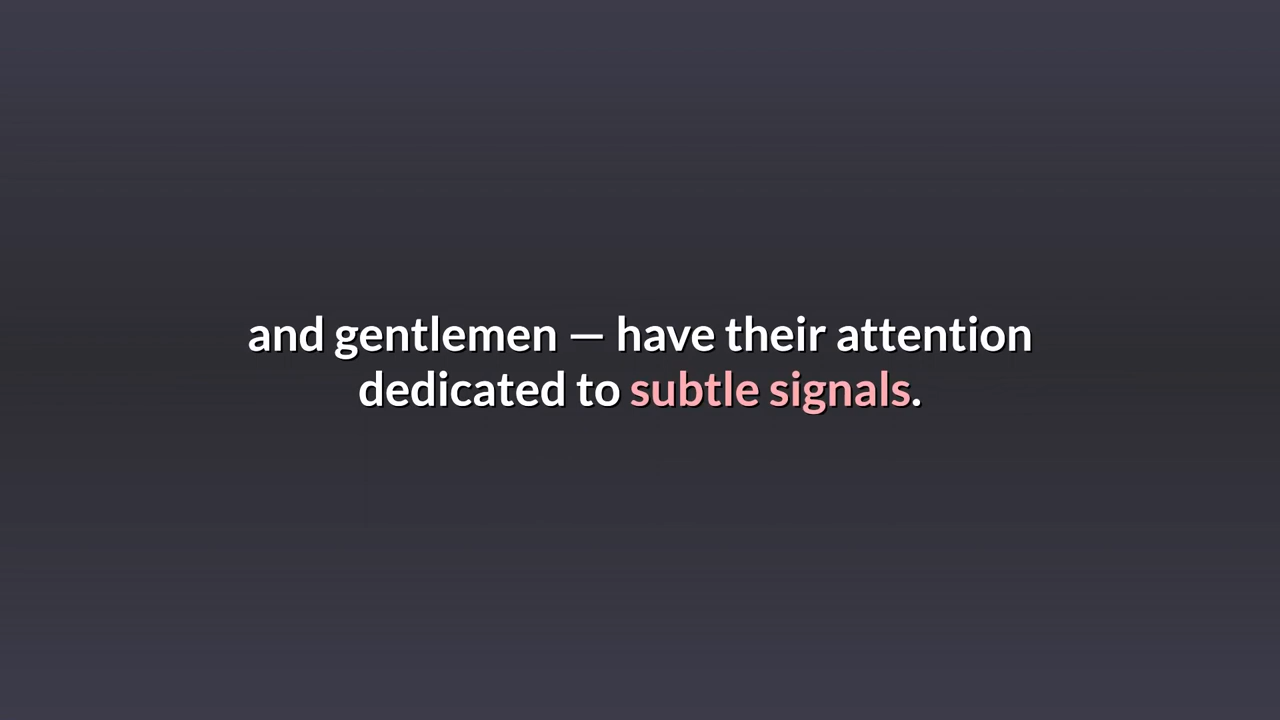 and gentlemen — have their attention
dedicated to subtle signals.